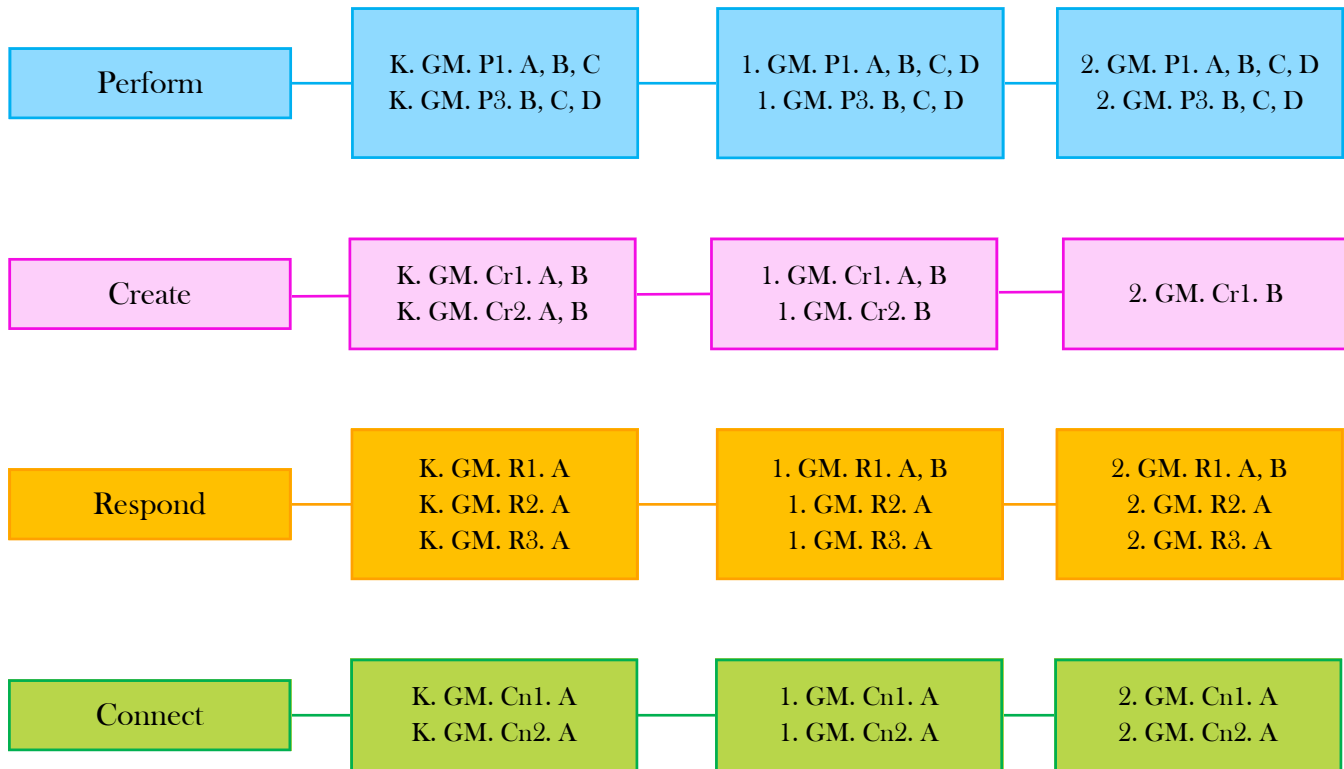 Perform
K. GM. P1. A, B, C
K. GM. P3. B, C, D
1. GM. P1. A, B, C, D
1. GM. P3. B, C, D
2. GM. P1. A, B, C, D
2. GM. P3. B, C, D
Create
K. GM. Cr1. A, B
K. GM. Cr2. A, B
1. GM. Cr1. A, B
1. GM. Cr2. B
2. GM. Cr1. B
Respond
K. GM. R1. A
K. GM. R2. A
K. GM. R3. A
1. GM. R1. A, B
1. GM. R2. A
1. GM. R3. A
2. GM. R1. A, B
2. GM. R2. A
2. GM. R3. A
Connect
K. GM. Cn1. A
K. GM. Cn2. A
1. GM. Cn1. A
1. GM. Cn2. A
2. GM. Cn1. A
2. GM. Cn2. A